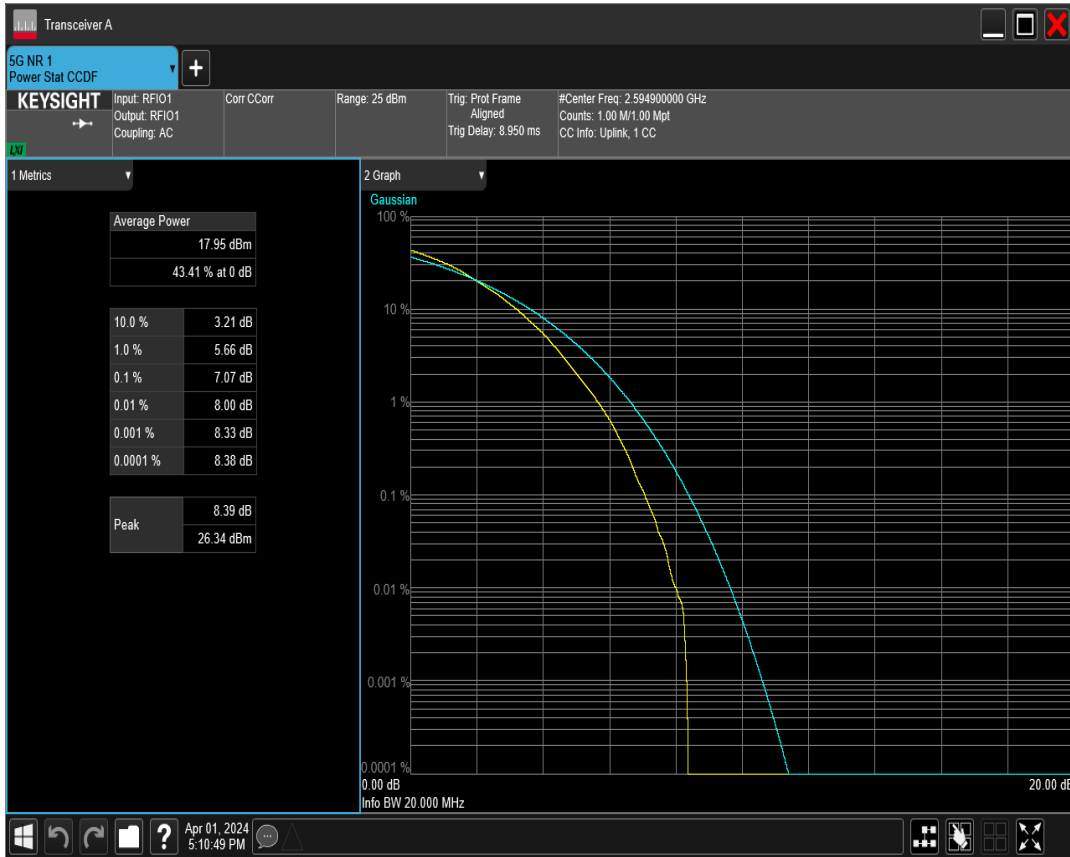 Transceiver A
5G NR 1
Power Stat CCDF
KEYSIGHT
LXI
Input: RFIO1
Output: RFIO1
Coupling: AC
Corr CCorr
Range: 25 dBm
Trig: Prot Frame
Aligned
Trig Delay: 8.950 ms
#Center Freq: 2.594900000 GHz
Counts: 1.00 M/1.00 Mpt
CC Info: Uplink, 1 CC
1 Metrics
Average Power
17.95 dBm
43.41 % at 0 dB
10.0 % 3.21 dB
1.0 % 5.66 dB
0.1 % 7.07 dB
0.01 % 8.00 dB
0.001 % 8.33 dB
0.0001 % 8.38 dB
Peak 8.39 dB
26.34 dBm
2 Graph
Gaussian
100 %
10 %
1 %
0.1 %
0.01 %
0.001 %
0.0001 %
0.00 dB 20.00 dB
Info BW 20.000 MHz
Apr 01, 2024
5:10:49 PM